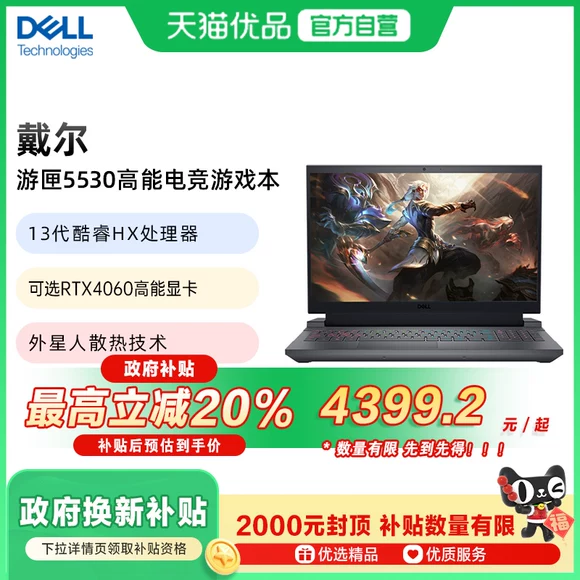 DELL
Technologies
天猫优品 官方自营
戴尔
游匣5530高能电竞游戏本
13代酷睿HX处理器
可选RTX4060高能显卡
外星人散热技术
DELL
政府补贴
最高立减20%
补贴后预估到手价
4399.2 元/起
*数量有限 先到先得！！！
政府换新补贴
下拉详情页领取补贴资格
2000元封顶 补贴数量有限
优选精品 优质服务
福